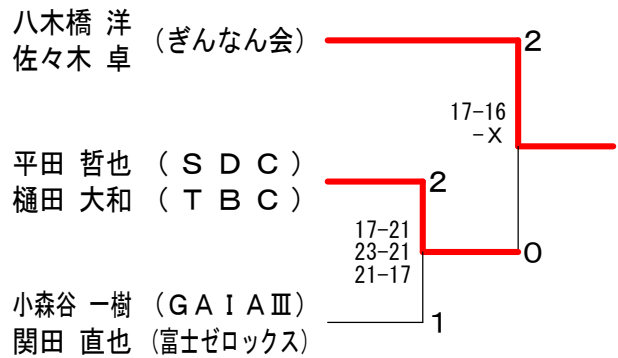 八木橋 洋
佐々木 卓 (ぎんなん会)
2
17-16
-X
平田 哲也 (ＳＤＣ)
樋田 大和 (ＴＢＣ)
2
17-21
23-21
21-17
0
小森谷 一樹 (ＧＡＩＡⅢ)
関田 直也 (富士ゼロックス)
1